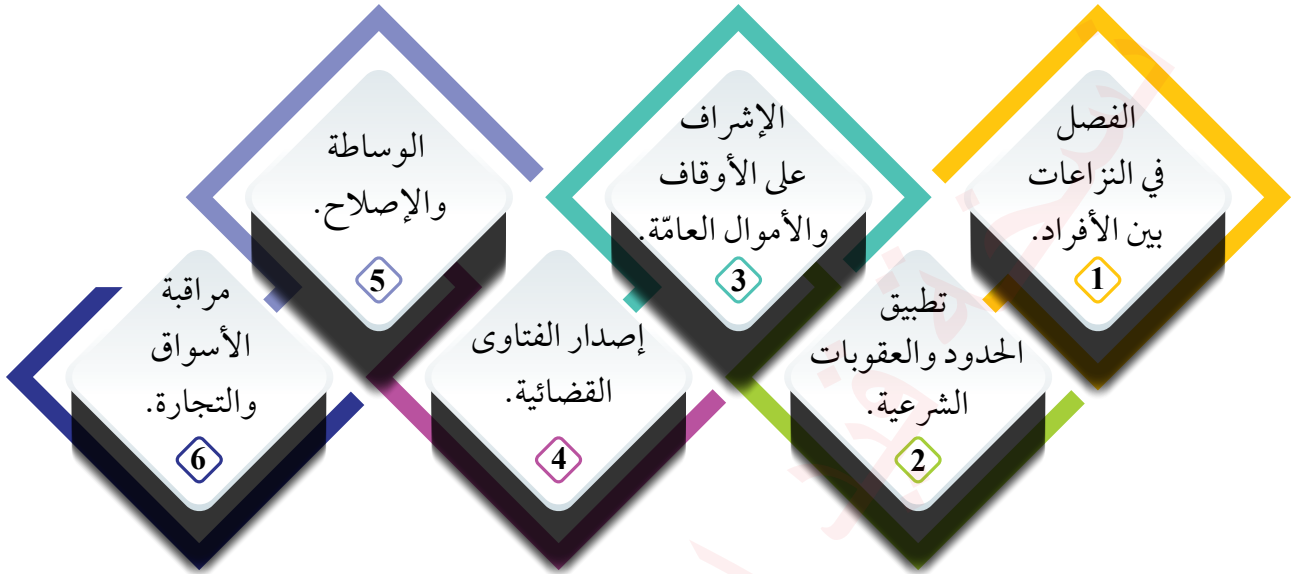 الفصل
في النزاعات
بين الأفراد.
1
تطبيق
الحدود والعقوبات
الشرعية.
2
الإشراف
على الأوقاف
والأموال العامّة.
3
إصدار الفتاوى
القضائية.
4
الوساطة
والإصلاح.
5
مراقبة
الأسواق
والتجارة.
6